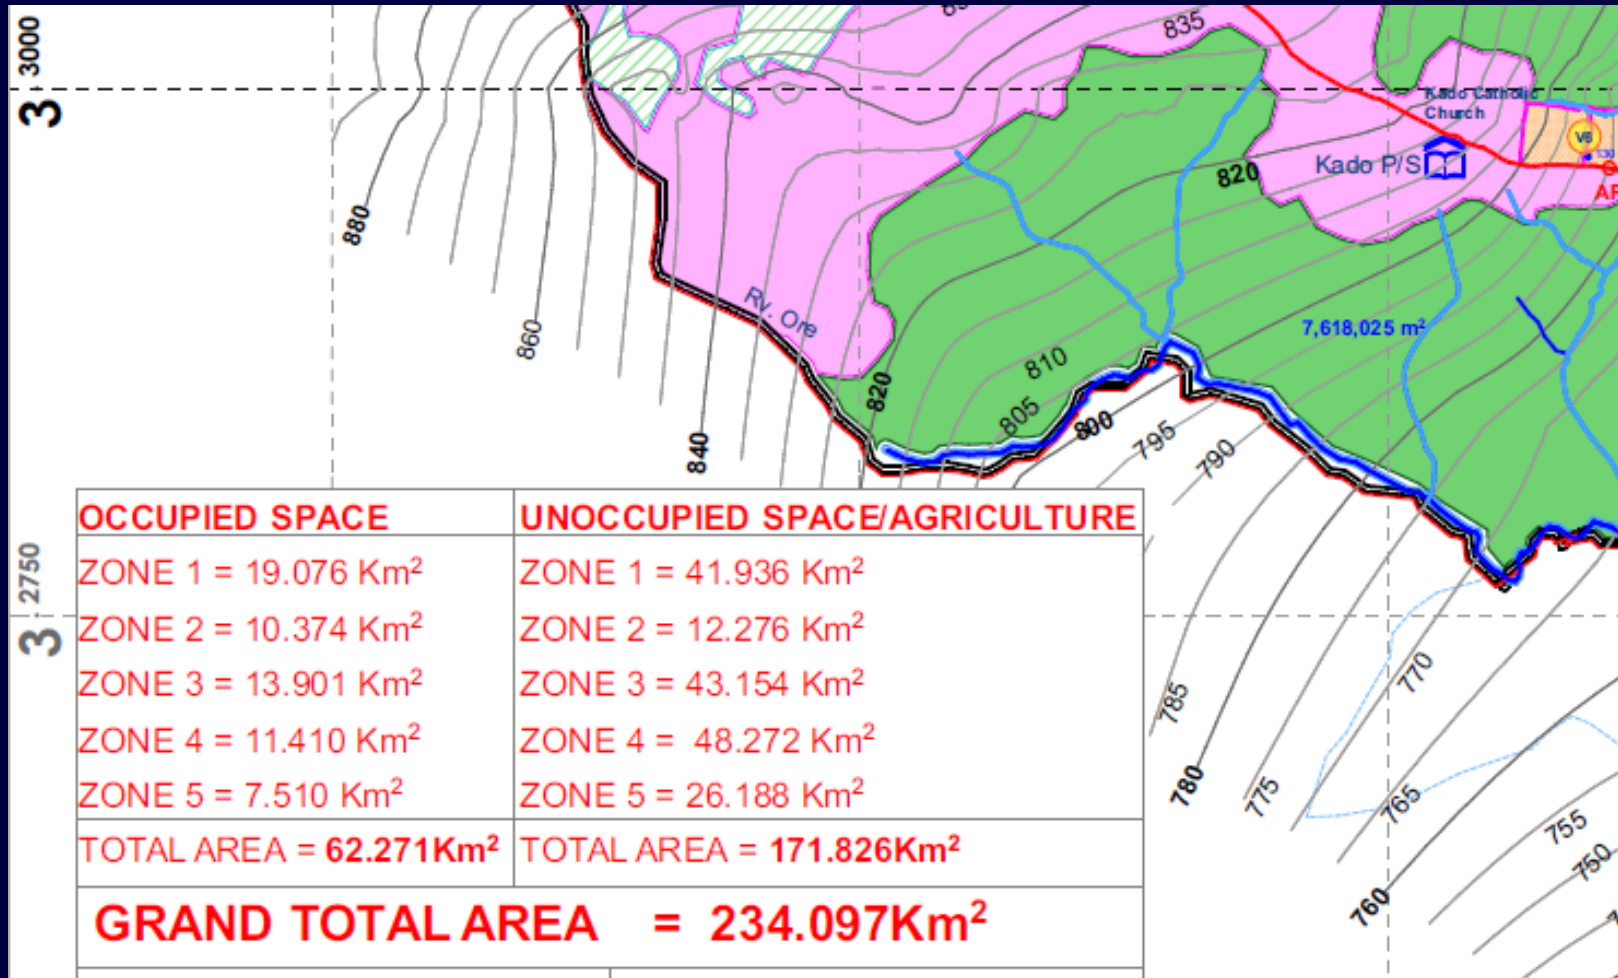 3 3000
835
Kado Catholic
Church
V6
130
Kado P/S
820
880
Rv. Ore
860
7,618,025 m²
810
820
805
800
795
790
840
3 2750
OCCUPIED SPACE
UNOCCUPIED SPACE/AGRICULTURE
ZONE 1 = 19.076 Km²
ZONE 1 = 41.936 Km²
ZONE 2 = 10.374 Km²
ZONE 2 = 12.276 Km²
ZONE 3 = 13.901 Km²
ZONE 3 = 43.154 Km²
ZONE 4 = 11.410 Km²
ZONE 4 = 48.272 Km²
ZONE 5 = 7.510 Km²
ZONE 5 = 26.188 Km²
TOTAL AREA = 62.271Km²
TOTAL AREA = 171.826Km²
GRAND TOTAL AREA = 234.097Km²
770
785
780
775
765
755
750
760